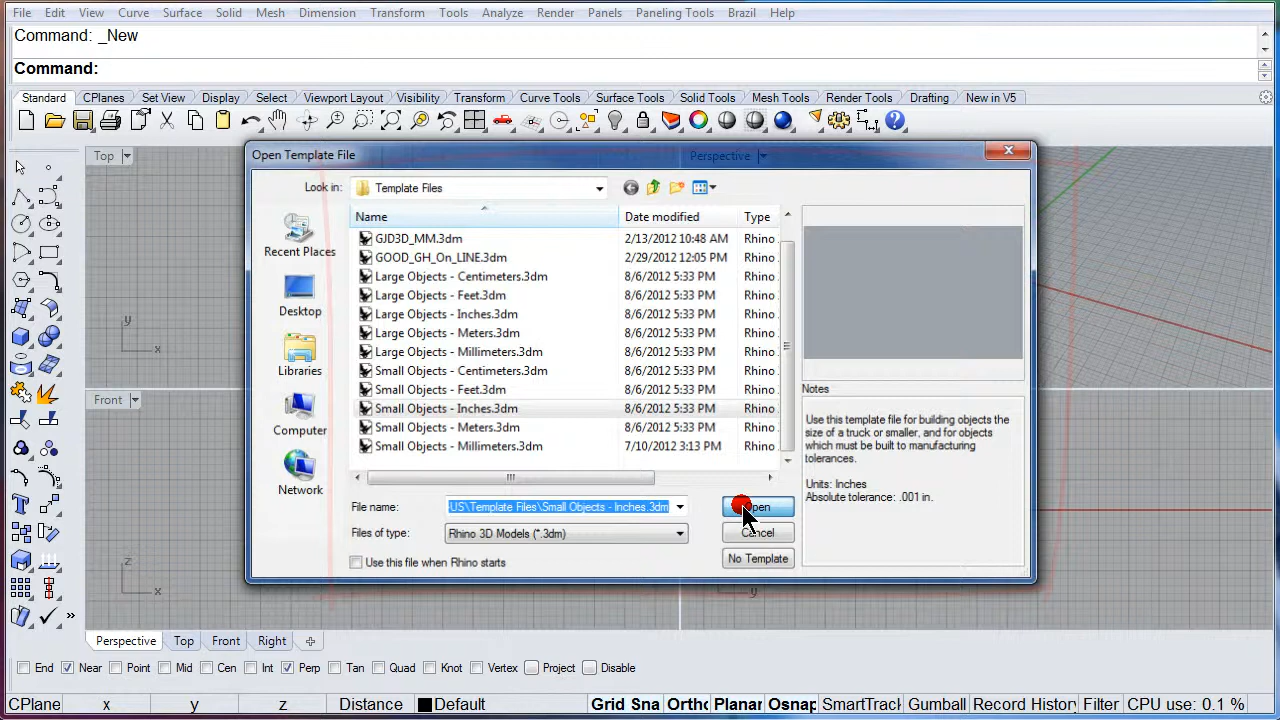 File Edit View Curve Surface Solid Mesh Dimension Transform Tools Analyze Render Panels Paneling Tools Brazil Help
Command: _New
Command:
Standard CPlanes Set View Display Select Viewport Layout Visibility Transform Curve Tools Surface Tools Solid Tools Mesh Tools Render Tools Drafting New in V5
Top
Perspective
Open Template File
Look in: Template Files
Name Date modified Type
GJD3D_MM.3dm 2/13/2012 10:48 AM Rhino
GOOD_GH_On_LINE.3dm 2/29/2012 12:05 PM Rhino
Large Objects - Centimeters.3dm 8/6/2012 5:33 PM Rhino
Large Objects - Feet.3dm 8/6/2012 5:33 PM Rhino
Large Objects - Inches.3dm 8/6/2012 5:33 PM Rhino
Large Objects - Meters.3dm 8/6/2012 5:33 PM Rhino
Large Objects - Millimeters.3dm 8/6/2012 5:33 PM Rhino
Small Objects - Centimeters.3dm 8/6/2012 5:33 PM Rhino
Small Objects - Feet.3dm 8/6/2012 5:33 PM Rhino
Small Objects - Inches.3dm 8/6/2012 5:33 PM Rhino
Small Objects - Meters.3dm 8/6/2012 5:33 PM Rhino
Small Objects - Millimeters.3dm 7/10/2012 3:13 PM Rhino
Recent Places
Desktop
Libraries
Computer
Network
Notes
Use this template file for building objects the
size of a truck or smaller, and for objects
which must be built to manufacturing
tolerances.
Units: Inches
Absolute tolerance: .001 in.
File name: US\Template Files\Small Objects - Inches.3dm
Open
Files of type: Rhino 3D Models (*.3dm)
Cancel
Use this file when Rhino starts
No Template
y
x
Front
z
x
y
Perspective Top Front Right
End Near Point Mid Cen Int Perp Tan Quad Knot Vertex Project Disable
CPlane x y z Distance Default Grid Sna Ortho Planar Osnap SmartTrack Gumball Record History Filter CPU use: 0.1 %